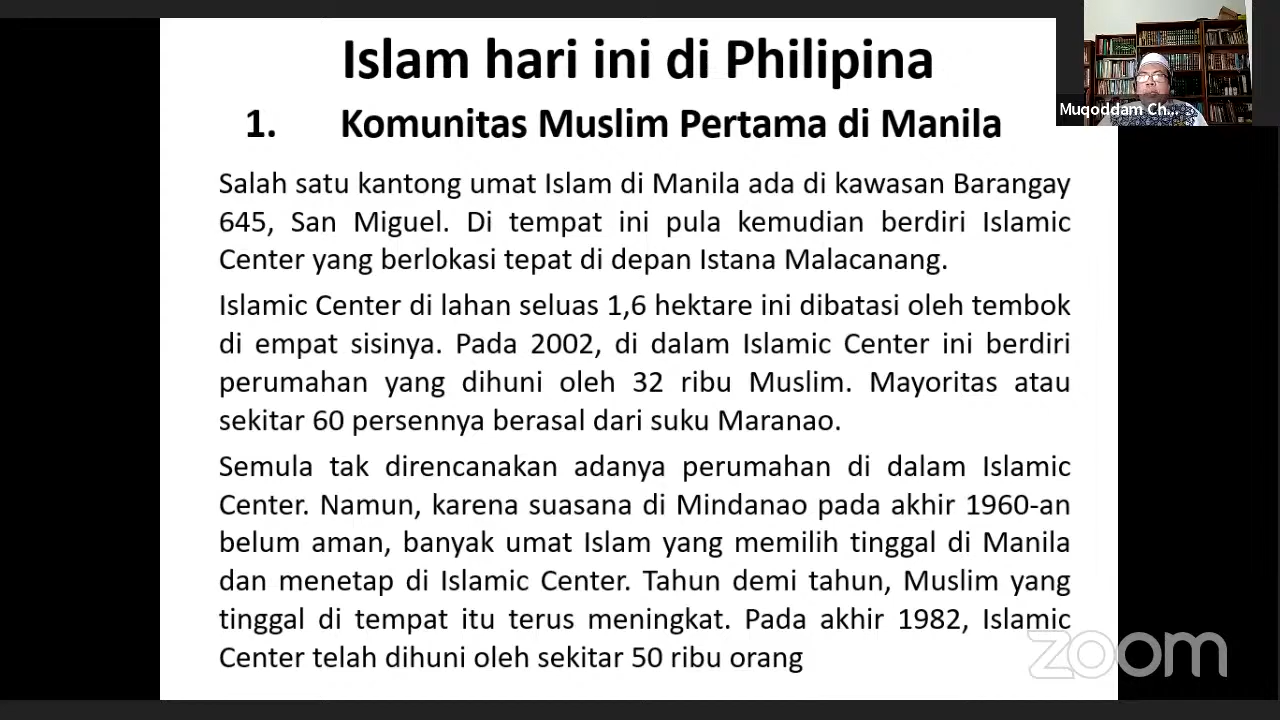 Islam hari ini di Philipina
1. Komunitas Muslim Pertama di Manila
Salah satu kantong umat Islam di Manila ada di kawasan Barangay
645, San Miguel. Di tempat ini pula kemudian berdiri Islamic
Center yang berlokasi tepat di depan Istana Malacanang.
Islamic Center di lahan seluas 1,6 hektare ini dibatasi oleh tembok
di empat sisinya. Pada 2002, di dalam Islamic Center ini berdiri
perumahan yang dihuni oleh 32 ribu Muslim. Mayoritas atau
sekitar 60 persennya berasal dari suku Maranao.
Semula tak direncanakan adanya perumahan di dalam Islamic
Center. Namun, karena suasana di Mindanao pada akhir 1960-an
belum aman, banyak umat Islam yang memilih tinggal di Manila
dan menetap di Islamic Center. Tahun demi tahun, Muslim yang
tinggal di tempat itu terus meningkat. Pada akhir 1982, Islamic
Center telah dihuni oleh sekitar 50 ribu orang
Muqoddam Ch...
zoom